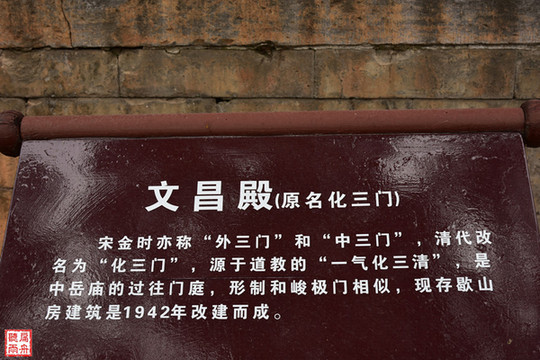 文昌殿(原名化三门)
宋金时亦称“外三门”和“中三门”，清代改
名为“化三门”，源于道教的“一气化三清”，是
中岳庙的过往门庭，形制和峻极门相似，现存歇山
房建筑是1942年改建而成。